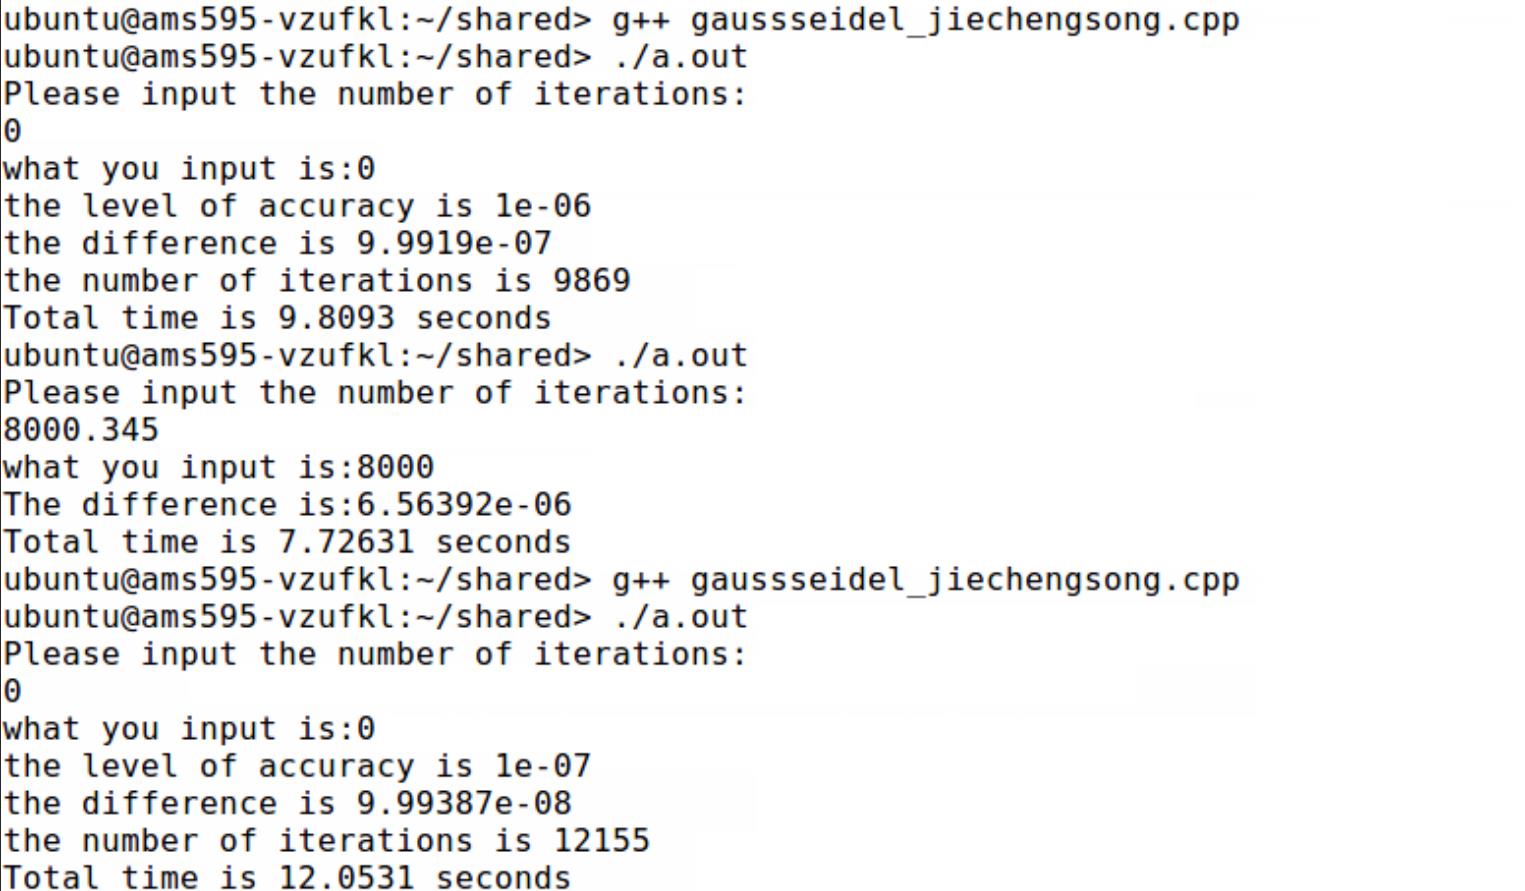 ubuntu@ams595-vzufkl:~/shared> g++ gaussseidel_jiechengsong.cpp
ubuntu@ams595-vzufkl:~/shared> ./a.out
Please input the number of iterations:
0
what you input is:0
the level of accuracy is 1e-06
the difference is 9.9919e-07
the number of iterations is 9869
Total time is 9.8093 seconds
ubuntu@ams595-vzufkl:~/shared> ./a.out
Please input the number of iterations:
8000.345
what you input is:8000
The difference is:6.56392e-06
Total time is 7.72631 seconds
ubuntu@ams595-vzufkl:~/shared> g++ gaussseidel_jiechengsong.cpp
ubuntu@ams595-vzufkl:~/shared> ./a.out
Please input the number of iterations:
0
what you input is:0
the level of accuracy is 1e-07
the difference is 9.99387e-08
the number of iterations is 12155
Total time is 12.0531 seconds